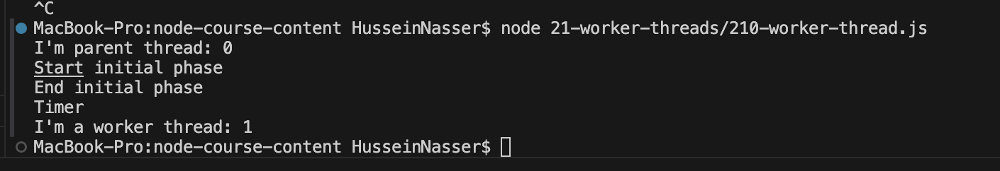 ^C
MacBook-Pro:node-course-content HusseinNasser$ node 21-worker-threads/210-worker-thread.js
I'm parent thread: 0
Start initial phase
End initial phase
Timer
I'm a worker thread: 1
MacBook-Pro:node-course-content HusseinNasser$